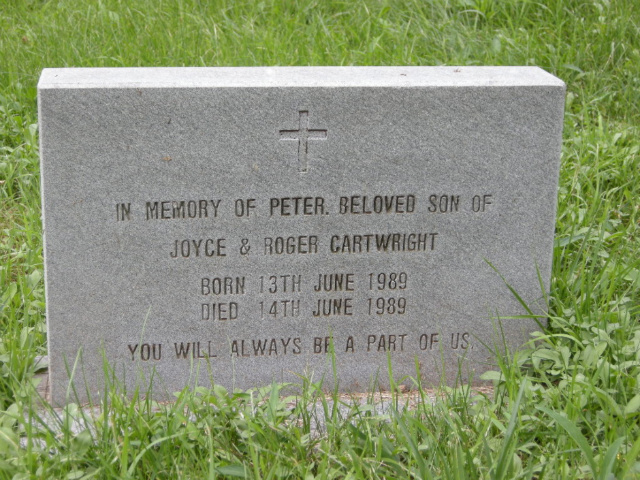 IN MEMORY OF PETER. BELOVED SON OF
JOYCE & ROGER CARTWRIGHT
BORN 13TH JUNE 1989
DIED 14TH JUNE 1989
YOU WILL ALWAYS BE A PART OF US.